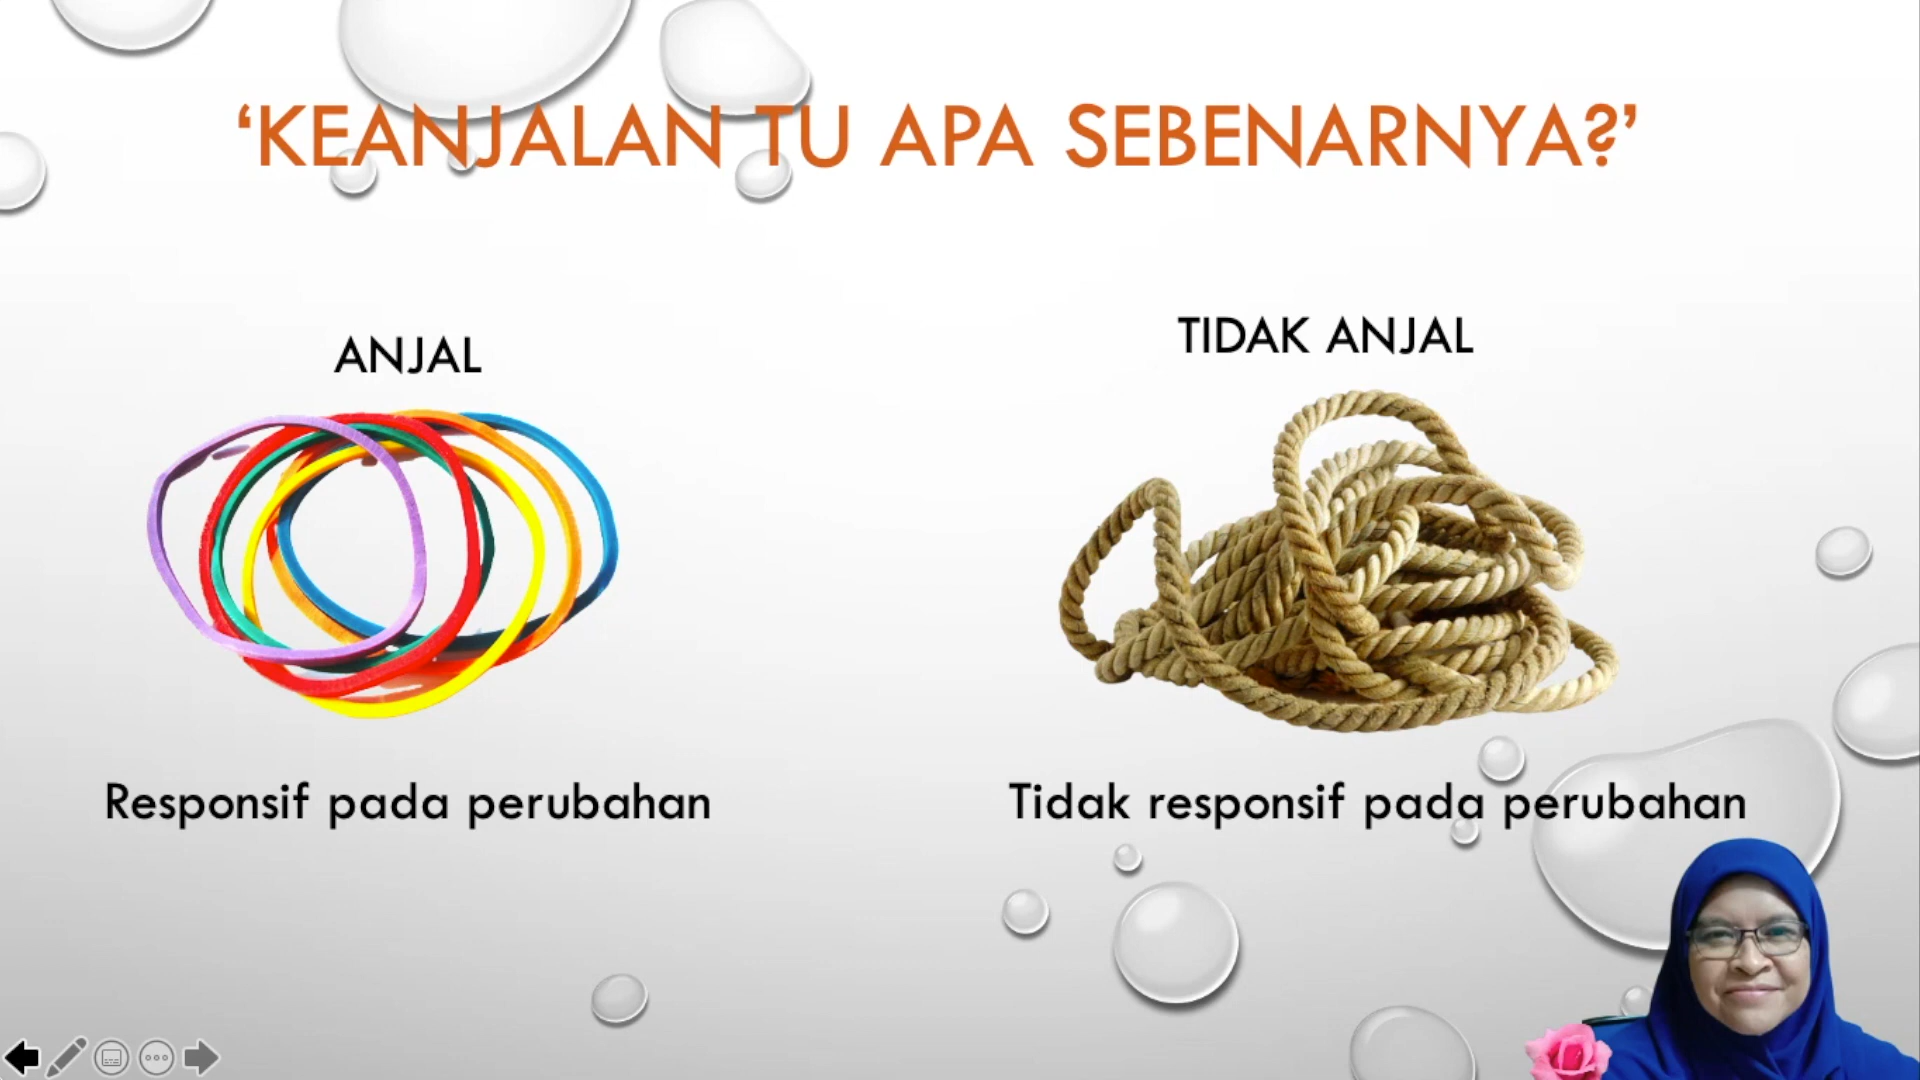 ‘KEANJALAN TU APA SEBENARNYA?’
ANJAL
TIDAK ANJAL
Responsif pada perubahan
Tidak responsif pada perubahan